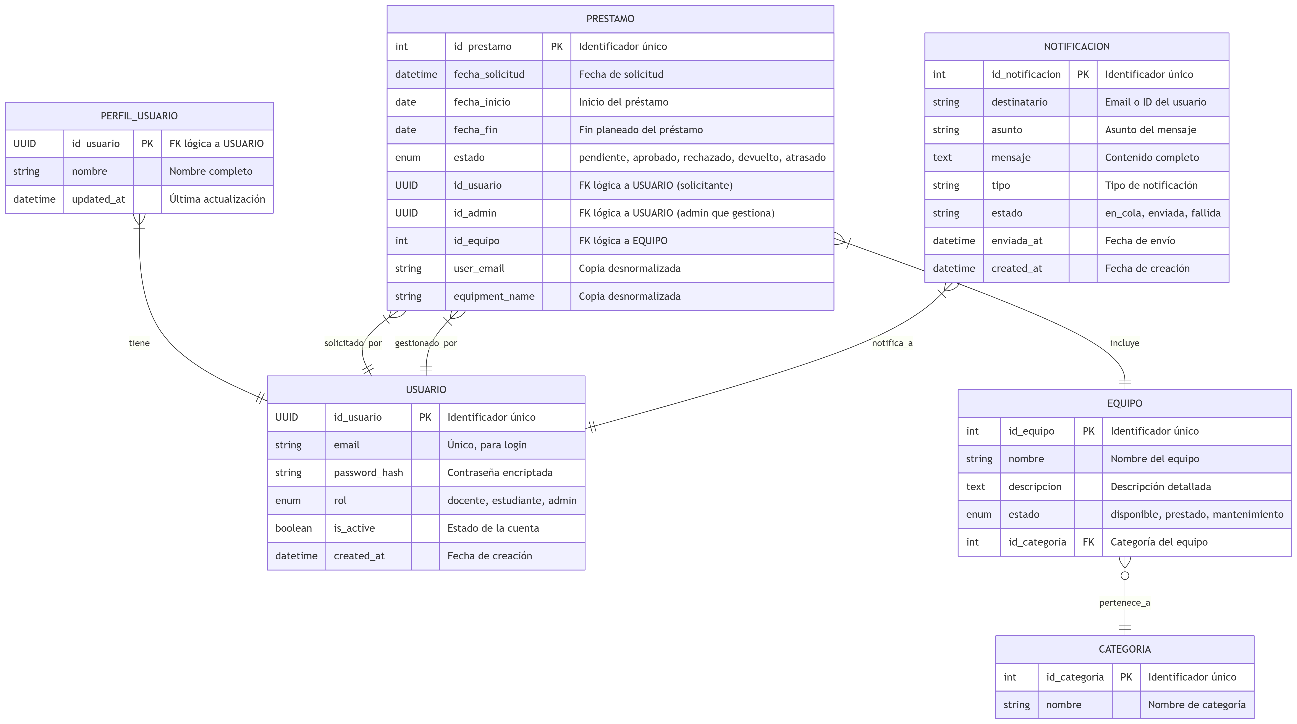 PRESTAMO
int id_prestamo PK Identificador único
datetime fecha_solicitud Fecha de solicitud
date fecha_inicio Inicio del préstamo
date fecha_fin Fin planeado del préstamo
enum estado pendiente, aprobado, rechazado, devuelto, atrasado
UUID id_usuario FK lógica a USUARIO (solicitante)
UUID id_admin FK lógica a USUARIO (admin que gestiona)
int id_equipo FK lógica a EQUIPO
string user_email Copia desnormalizada
string equipment_name Copia desnormalizada
NOTIFICACION
int id_notificacion PK Identificador único
string destinatario Email o ID del usuario
string asunto Asunto del mensaje
text mensaje Contenido completo
string tipo Tipo de notificación
string estado en_cola, enviada, fallida
datetime enviada_at Fecha de envío
datetime created_at Fecha de creación
PERFIL_USUARIO
UUID id_usuario PK FK lógica a USUARIO
string nombre Nombre completo
datetime updated_at Última actualización
tiene
solicitado_por
gestionado_por
notifica_a
incluye
USUARIO
UUID id_usuario PK Identificador único
string email Único, para login
string password_hash Contraseña encriptada
enum rol docente, estudiante, admin
boolean is_active Estado de la cuenta
datetime created_at Fecha de creación
EQUIPO
int id_equipo PK Identificador único
string nombre Nombre del equipo
text descripcion Descripción detallada
enum estado disponible, prestado, mantenimiento
int id_categoria FK Categoría del equipo
pertenece_a
CATEGORIA
int id_categoria PK Identificador único
string nombre Nombre de categoría